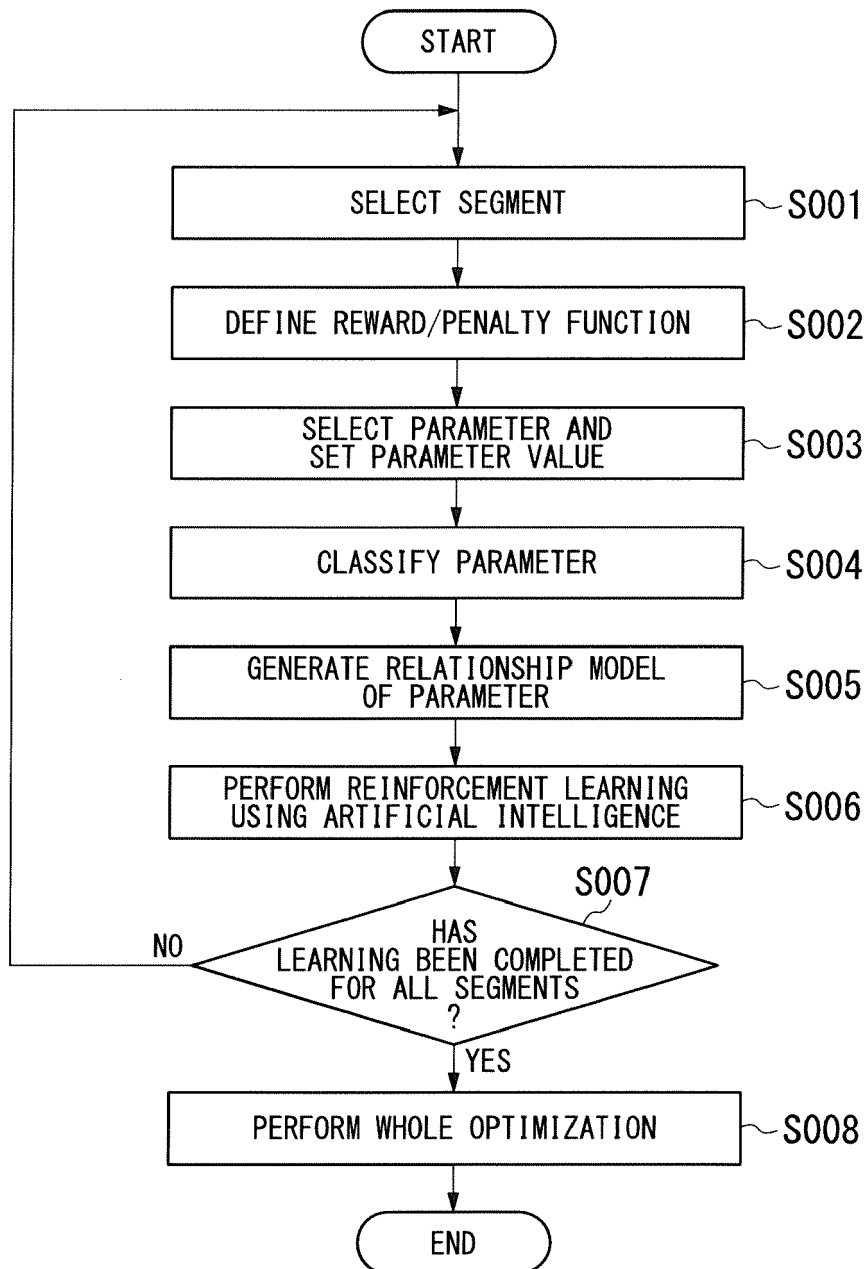 START
SELECT SEGMENT
S001
DEFINE REWARD/PENALTY FUNCTION
S002
SELECT PARAMETER AND
SET PARAMETER VALUE
S003
CLASSIFY PARAMETER
S004
GENERATE RELATIONSHIP MODEL
OF PARAMETER
S005
PERFORM REINFORCEMENT LEARNING
USING ARTIFICIAL INTELLIGENCE
S006
S007
HAS
LEARNING BEEN COMPLETED
FOR ALL SEGMENTS
?
NO
YES
PERFORM WHOLE OPTIMIZATION
S008
END